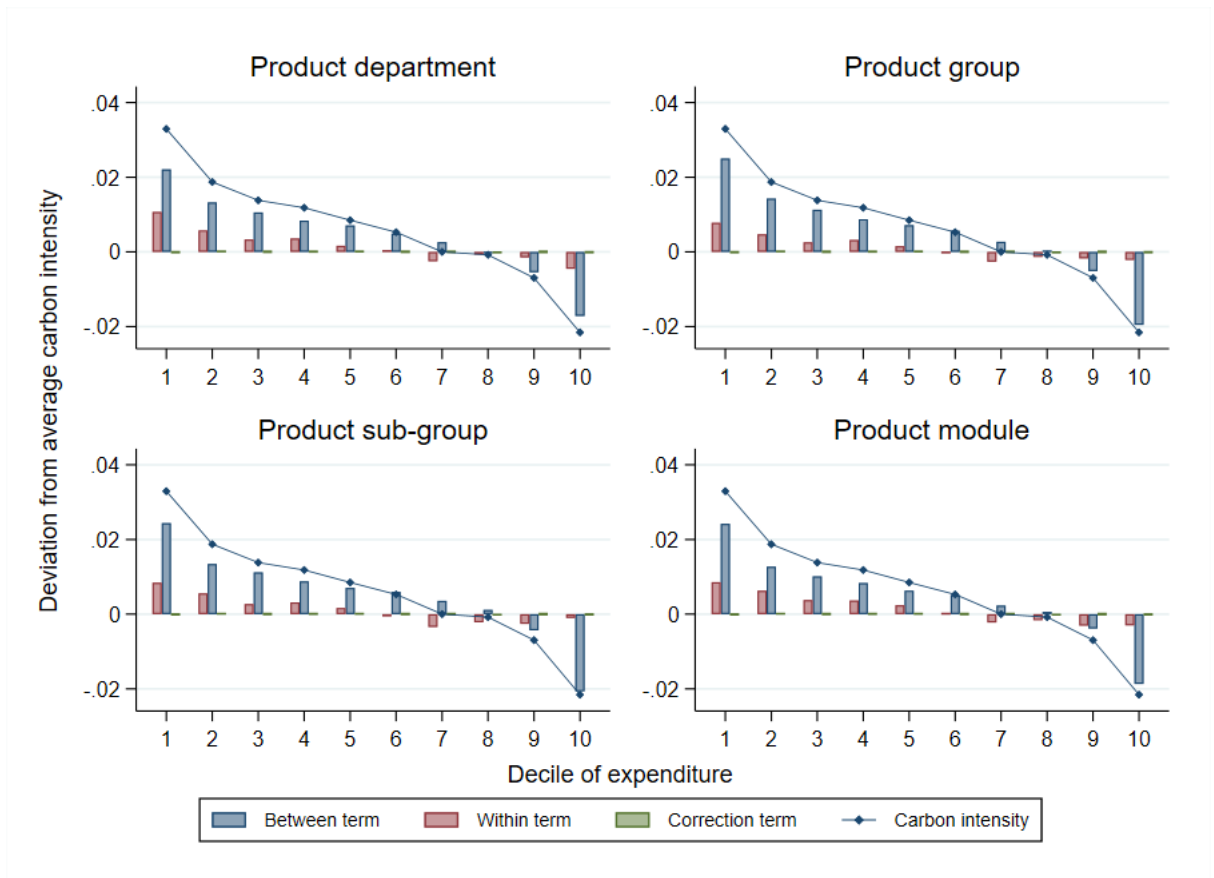 Product department
Product group
.04
.02
0
-.02
1 2 3 4 5 6 7 8 9 10
.04
.02
0
-.02
1 2 3 4 5 6 7 8 9 10
Product sub-group
Product module
.04
.02
0
-.02
1 2 3 4 5 6 7 8 9 10
.04
.02
0
-.02
1 2 3 4 5 6 7 8 9 10
Deviation from average carbon intensity
Decile of expenditure
Between term Within term Correction term Carbon intensity